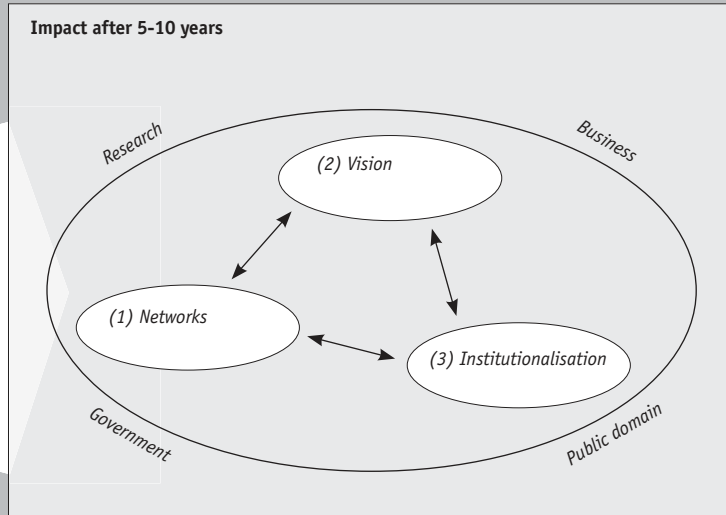 Impact after 5-10 years
Research
Business
(2) Vision
(1) Networks
(3) Institutionalisation
Government
Public domain